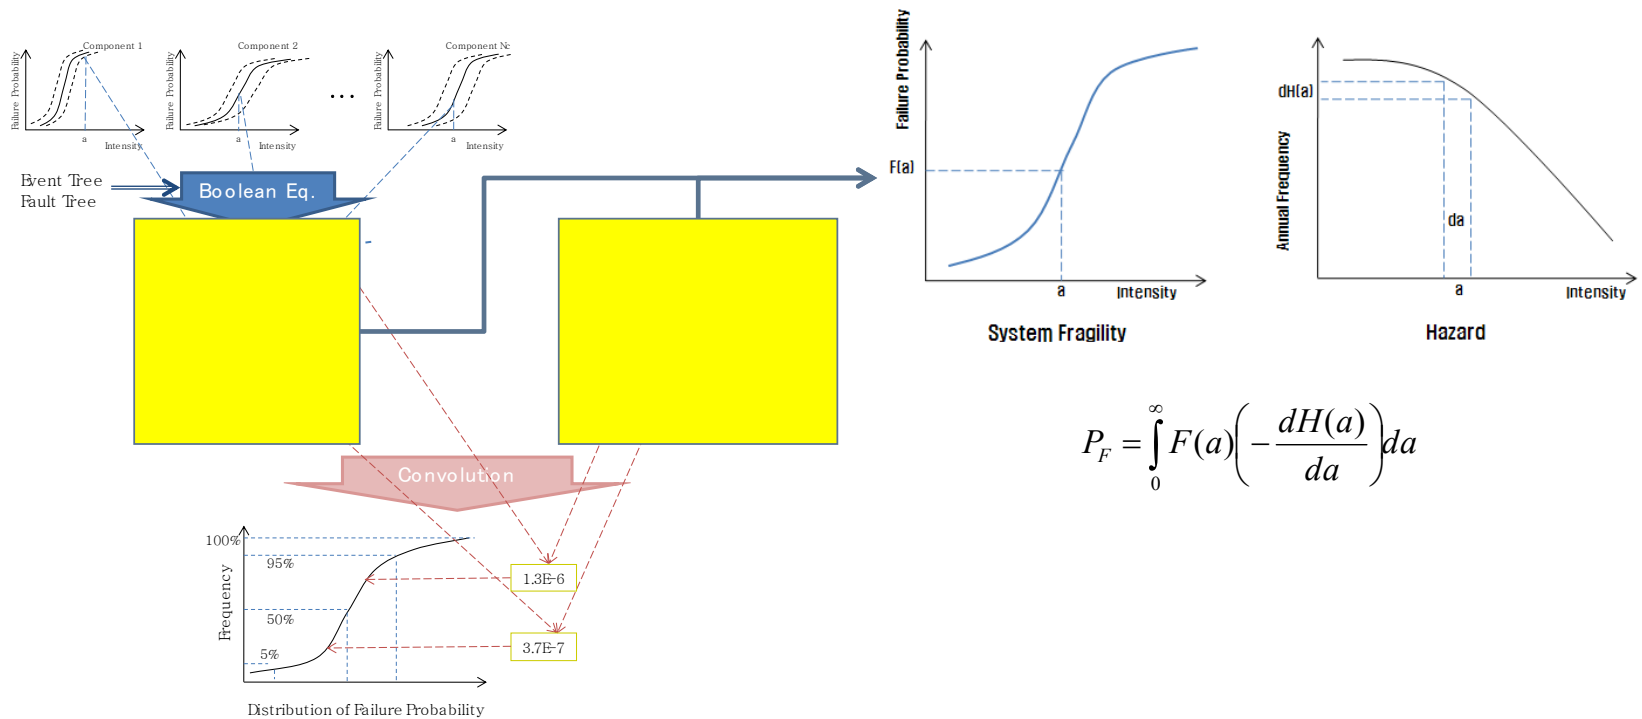 Component 1
Failure Probability
a
Intensity
Component 2
Failure Probability
a
Intensity
...
Component Nc
Failure Probability
a
Intensity
Event Tree
Fault Tree
Boolean Eq.
Convolution
100%
95%
50%
5%
Frequency
1.3E-6
3.7E-7
Distribution of Failure Probability
Failure Probability
F(a)
a
Intensity
System Fragility
dH(a)
Annual Frequency
da
a
Intensity
Hazard
P_F = ∫_0^∞ F(a)(− dH(a)/da) da